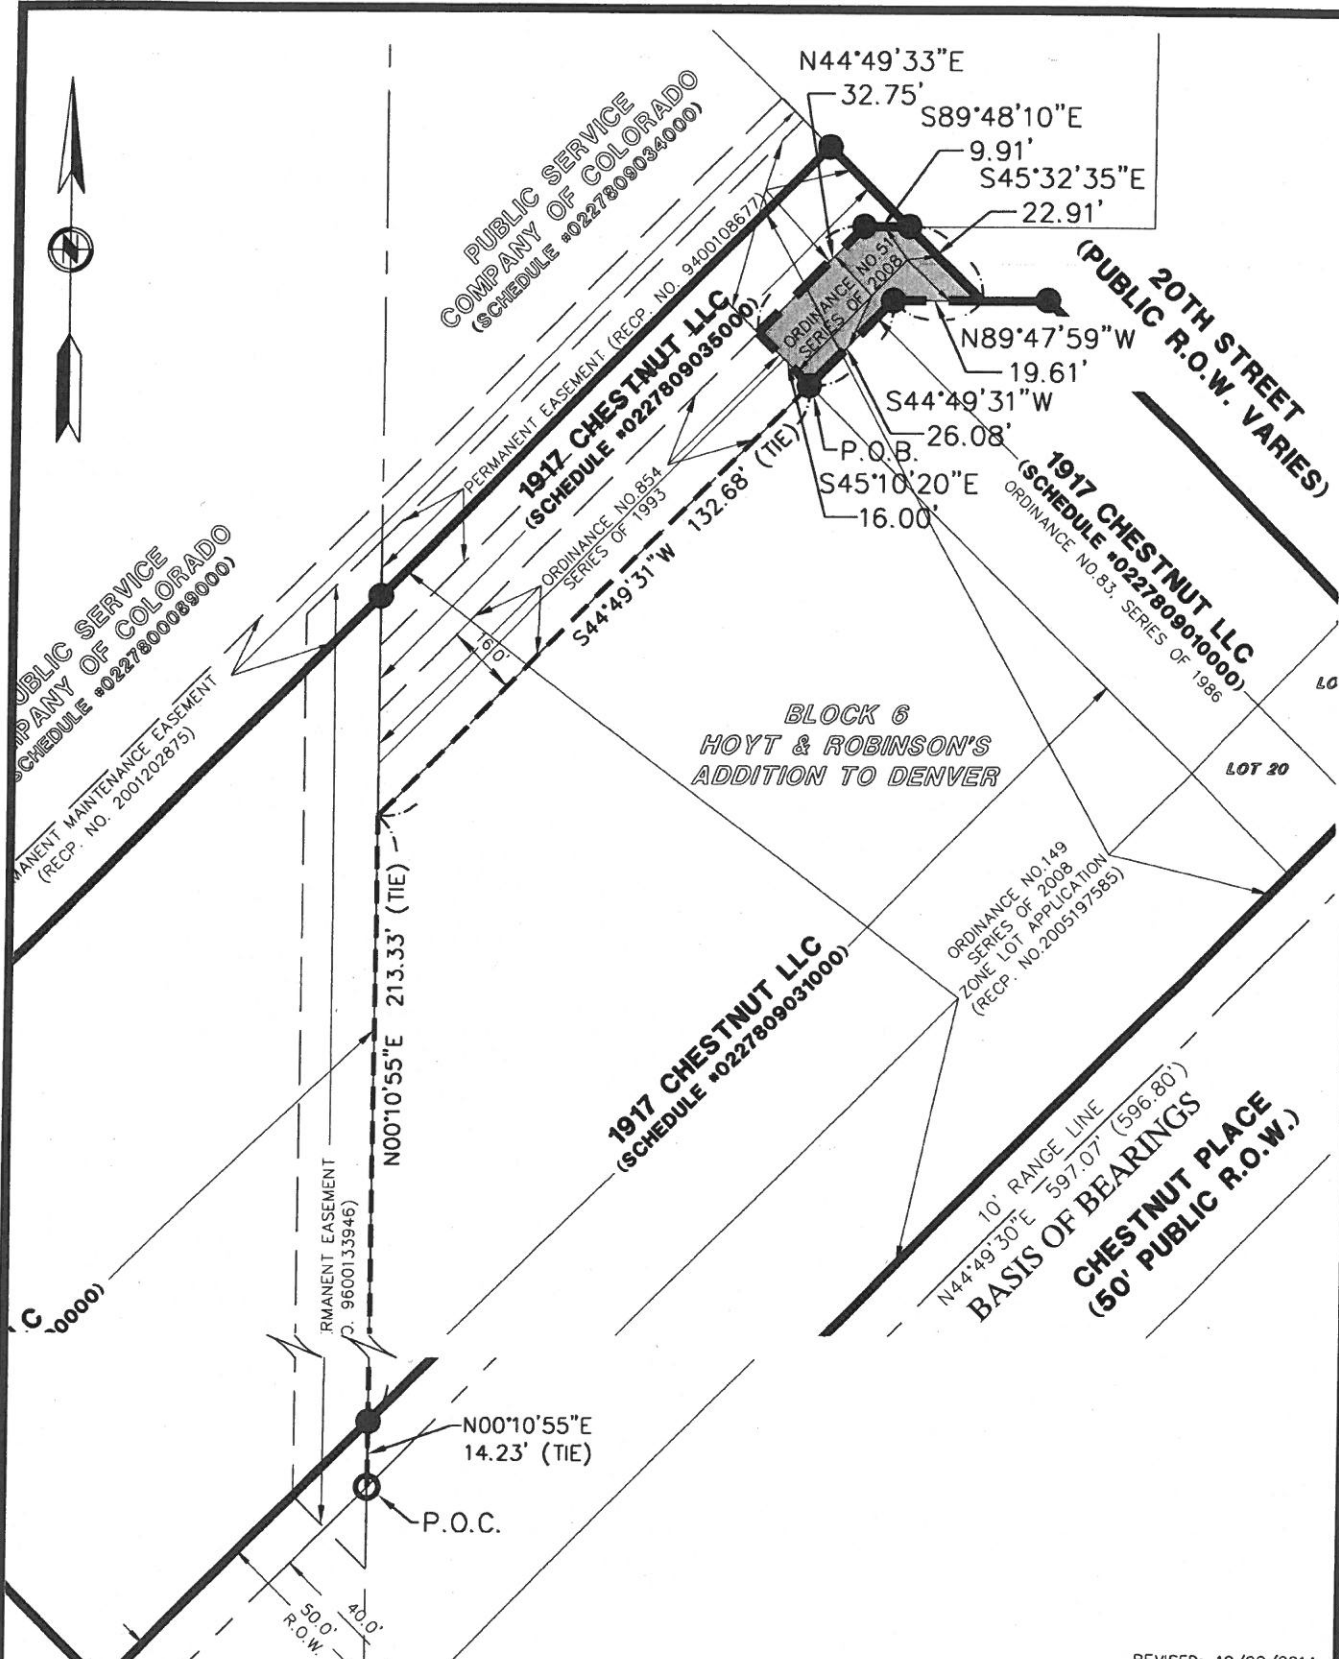 N44°49'33"E
32.75'
S89°48'10"E
9.91'
S45°32'35"E
22.91'
PUBLIC SERVICE
COMPANY OF COLORADO
(SCHEDULE #0227809034000)
20TH STREET
(PUBLIC R.O.W. VARIES)
ORDINANCE NO.51
SERIES OF 2008
N89°47'59"W
19.61'
S44°49'31"W
26.08'
P.O.B.
S45°10'20"E
16.00'
PERMANENT EASEMENT (RECP. NO. 9400108677)
1917 CHESTNUT LLC
(SCHEDULE #0227809035000)
ORDINANCE NO.854
SERIES OF 1993
S44°49'31"W 132.68' (TIE)
16.0'
1917 CHESTNUT LLC
(SCHEDULE #0227809010000)
ORDINANCE NO.83, SERIES OF 1986
UBLIC SERVICE
MPANY OF COLORADO
SCHEDULE #0227800089000)
MANENT MAINTENANCE EASEMENT
(RECP. NO. 2001202875)
BLOCK 6
HOYT & ROBINSON'S
ADDITION TO DENVER
LO
LOT 20
N00°10'55"E 213.33' (TIE)
ORDINANCE NO.149
SERIES OF 2008
ZONE LOT APPLICATION
(RECP. NO.2005197585)
1917 CHESTNUT LLC
(SCHEDULE #0227809031000)
10' RANGE LINE
N44°49'30"E 597.07' (596.80')
BASIS OF BEARINGS
CHESTNUT PLACE
(50' PUBLIC R.O.W.)
RMANENT EASEMENT
O. 9600133946)
C
0000)
N00°10'55"E
14.23' (TIE)
P.O.C.
50.0'
R.O.W.
40.0'